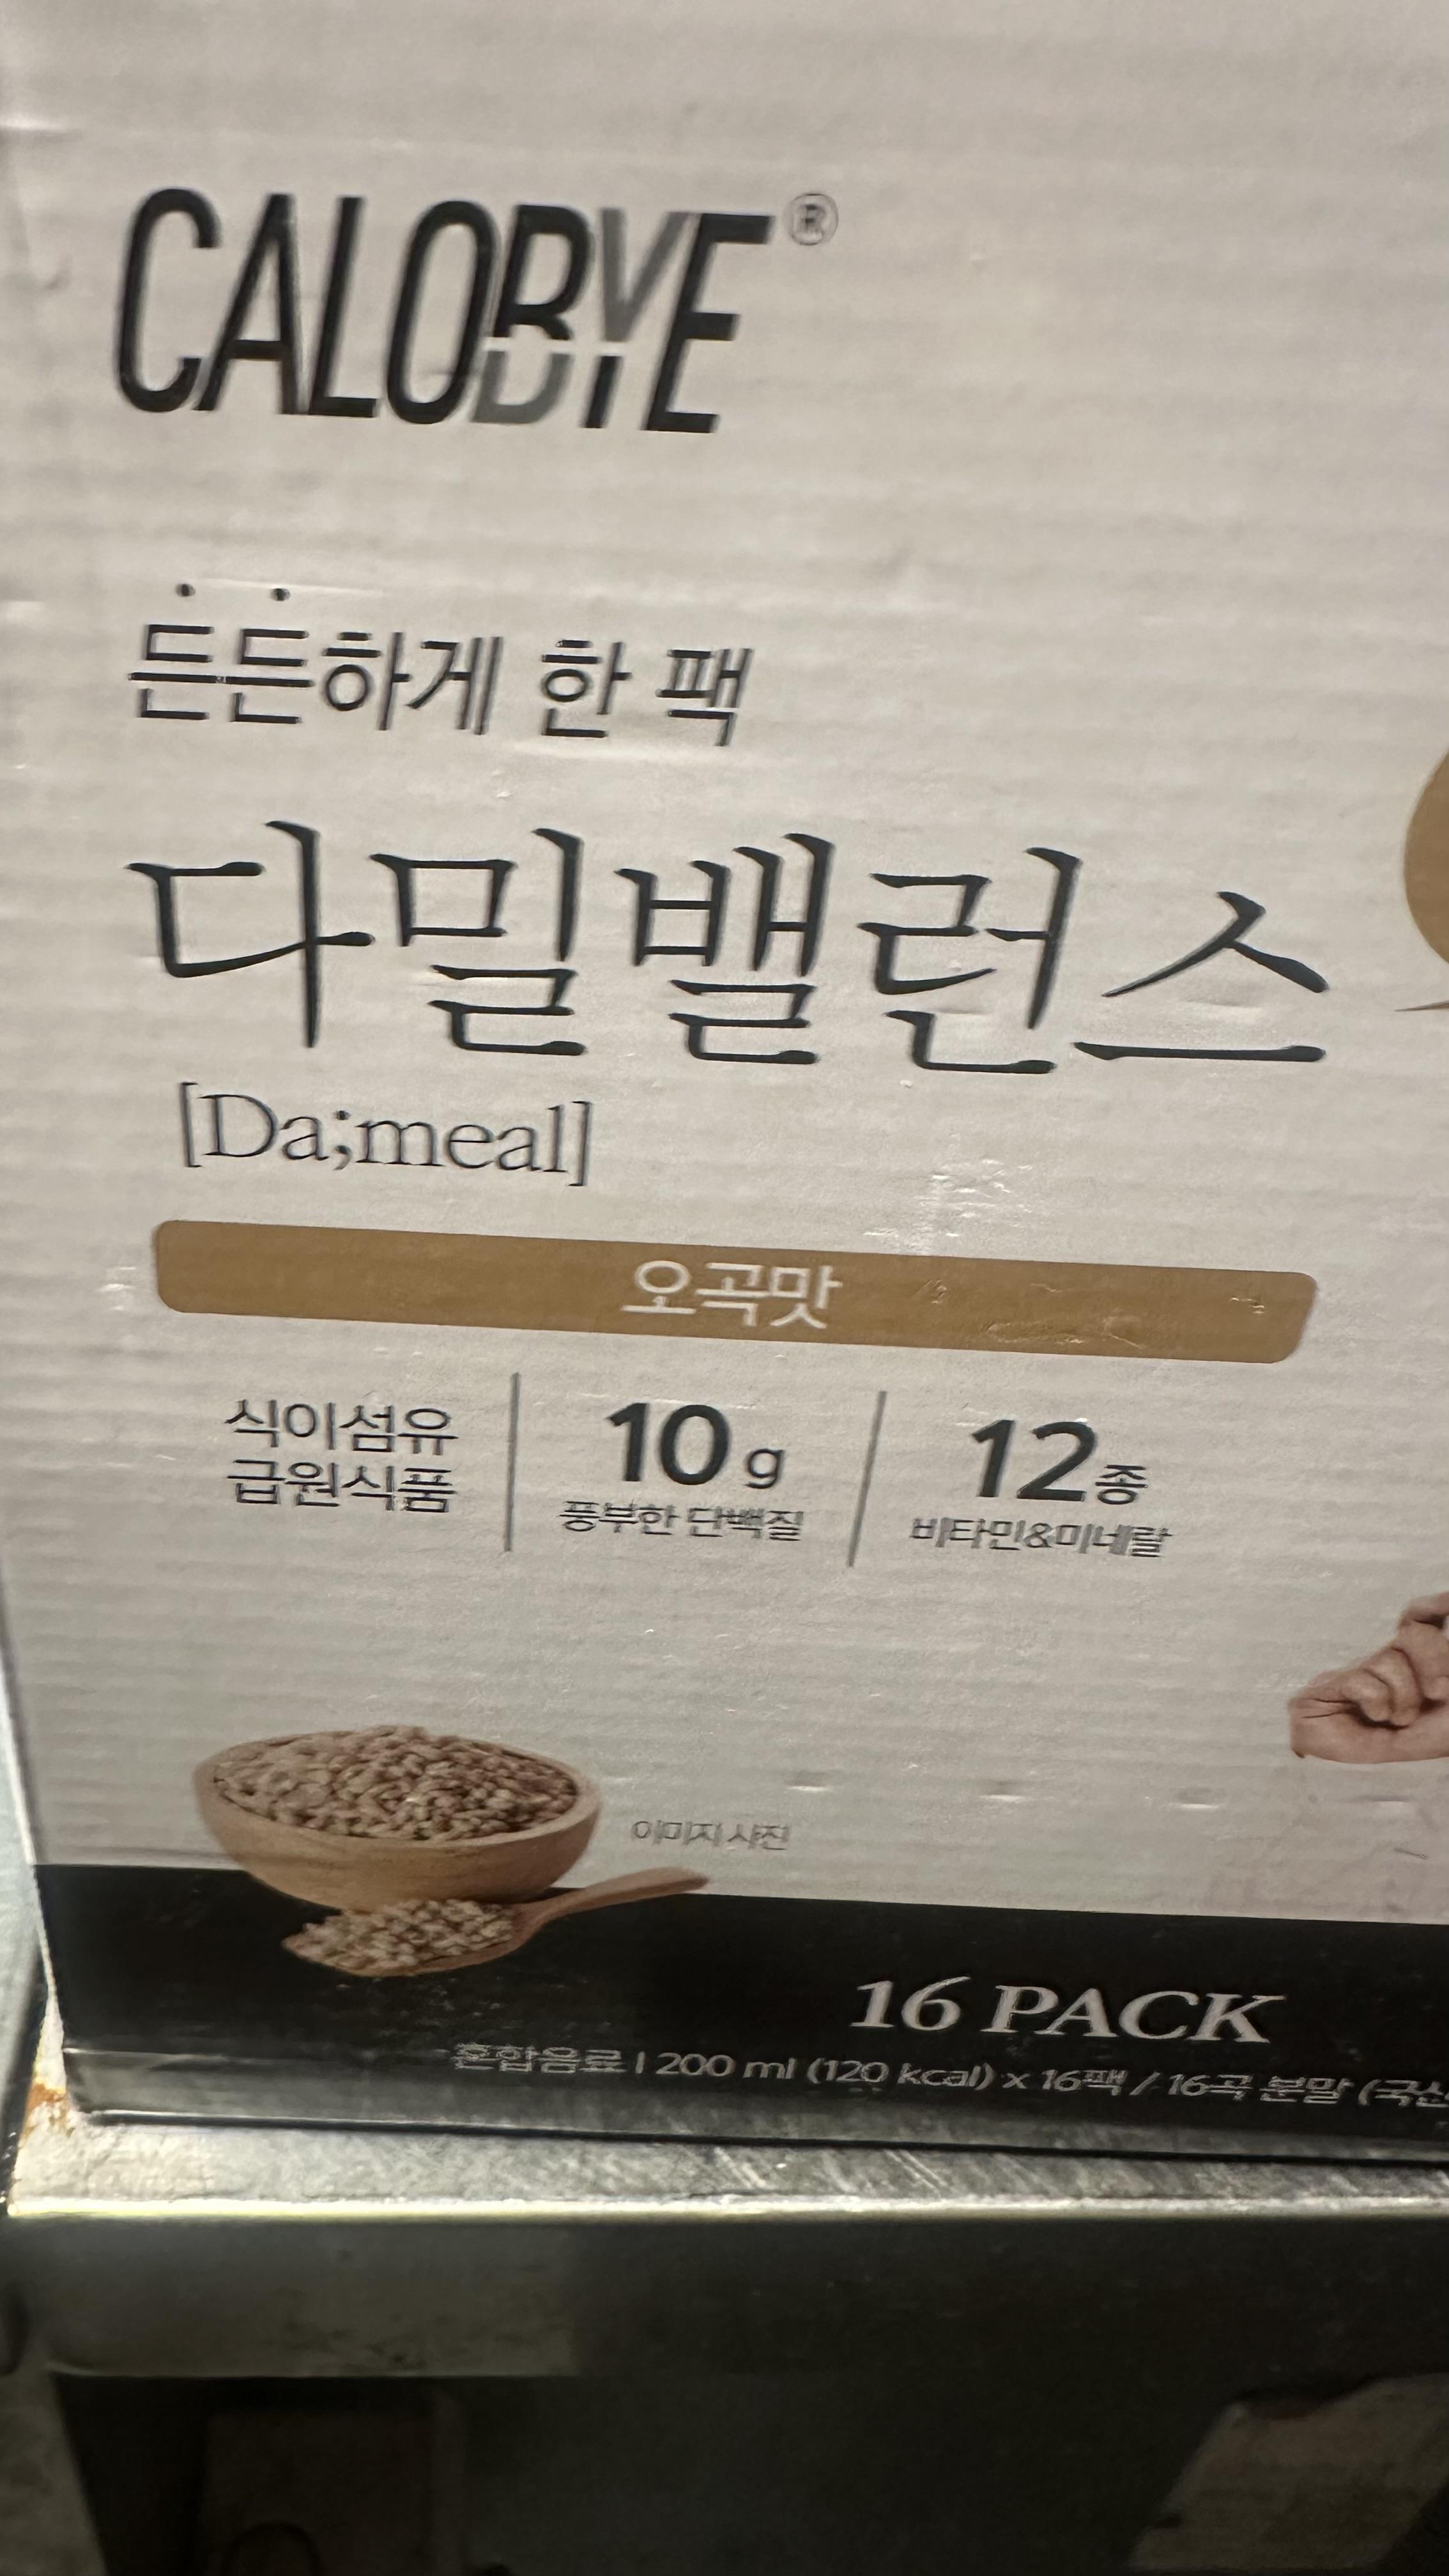 CALOBYE®
든든하게 한 팩
다밀밸런스
[Da;meal]
오곡맛
식이섬유
급원식품
10 g
풍부한 단백질
12종
비타민&미네랄
이미지 사진
16 PACK
혼합음료 | 200 ml (120 kcal) x 16팩 / 16곡 분말 (국산